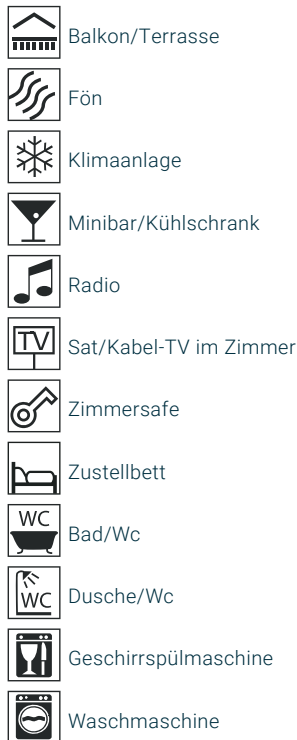 Balkon/Terrasse
Fön
Klimaanlage
Minibar/Kühlschrank
Radio
TV Sat/Kabel-TV im Zimmer
Zimmersafe
Zustellbett
WC Bad/Wc
WC Dusche/Wc
Geschirrspülmaschine
Waschmaschine